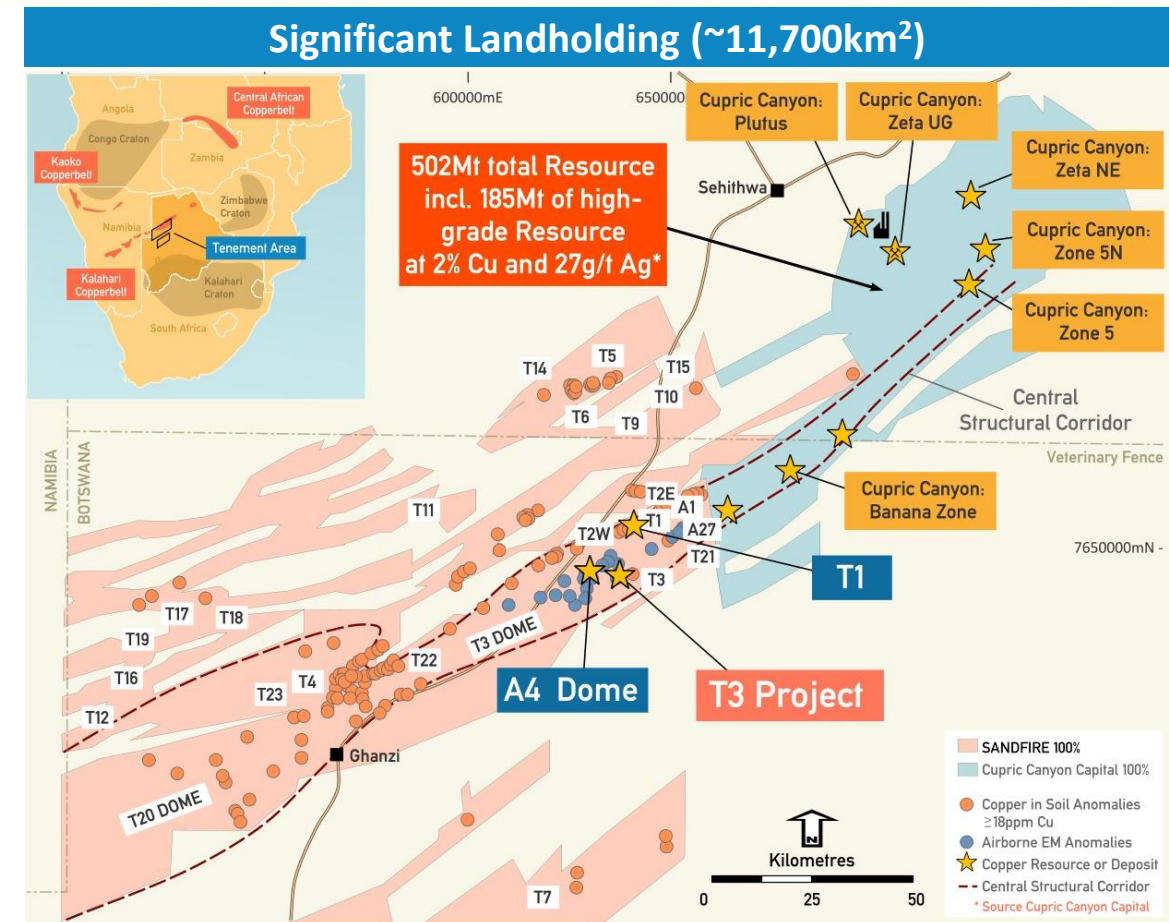 Significant Landholding (~11,700km²)
600000mE
650000
Angola
Congo Craton
Central African
Copperbelt
Zambia
Kaoko
Copperbelt
Zimbabwe
Craton
Namibia
Tenement Area
Kalahari
Copperbelt
Kalahari
Craton
South Africa
502Mt total Resource
incl. 185Mt of high-
grade Resource
at 2% Cu and 27g/t Ag*
Sehithwa
Cupric Canyon:
Plutus
Cupric Canyon:
Zeta UG
Cupric Canyon:
Zeta NE
Cupric Canyon:
Zone 5N
Cupric Canyon:
Zone 5
Central
Structural Corridor
T14
T5
T15
T6
T10
T9
NAMIBIA
BOTSWANA
Veterinary Fence
Cupric Canyon:
Banana Zone
T11
T2E
A1
T1
T2W
A27
T21
7650000mN
T3
T1
T17
T18
T19
T3 DOME
T16
T4
T22
T23
T12
A4 Dome
T3 Project
Ghanzi
T20 DOME
T7
SANDFIRE 100%
Cupric Canyon Capital 100%
Copper in Soil Anomalies
≥18ppm Cu
Airborne EM Anomalies
Copper Resource or Deposit
Central Structural Corridor
* Source Cupric Canyon Capital
N
Kilometres
0 25 50